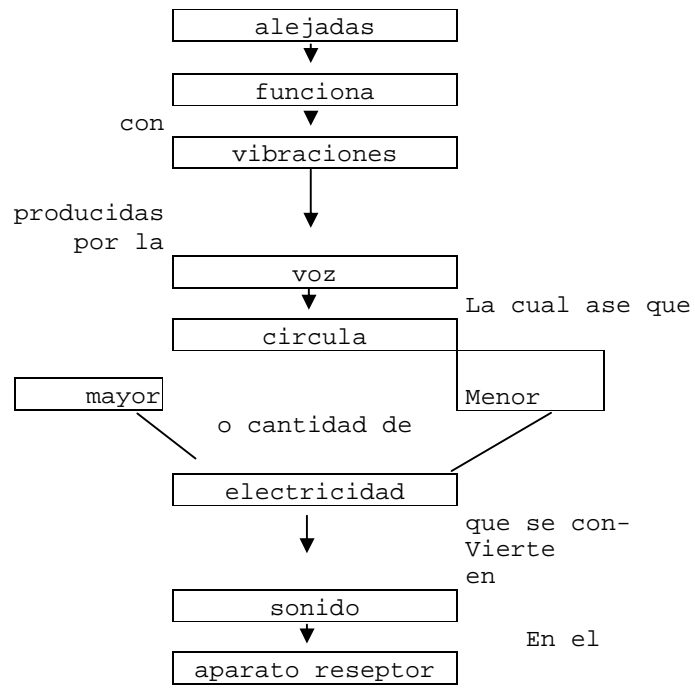 alejadas
funciona
con
vibraciones
producidas
por la
voz
La cual ase que
circula
mayor
Menor
o cantidad de
electricidad
que se con-
Vierte
en
sonido
En el
aparato reseptor